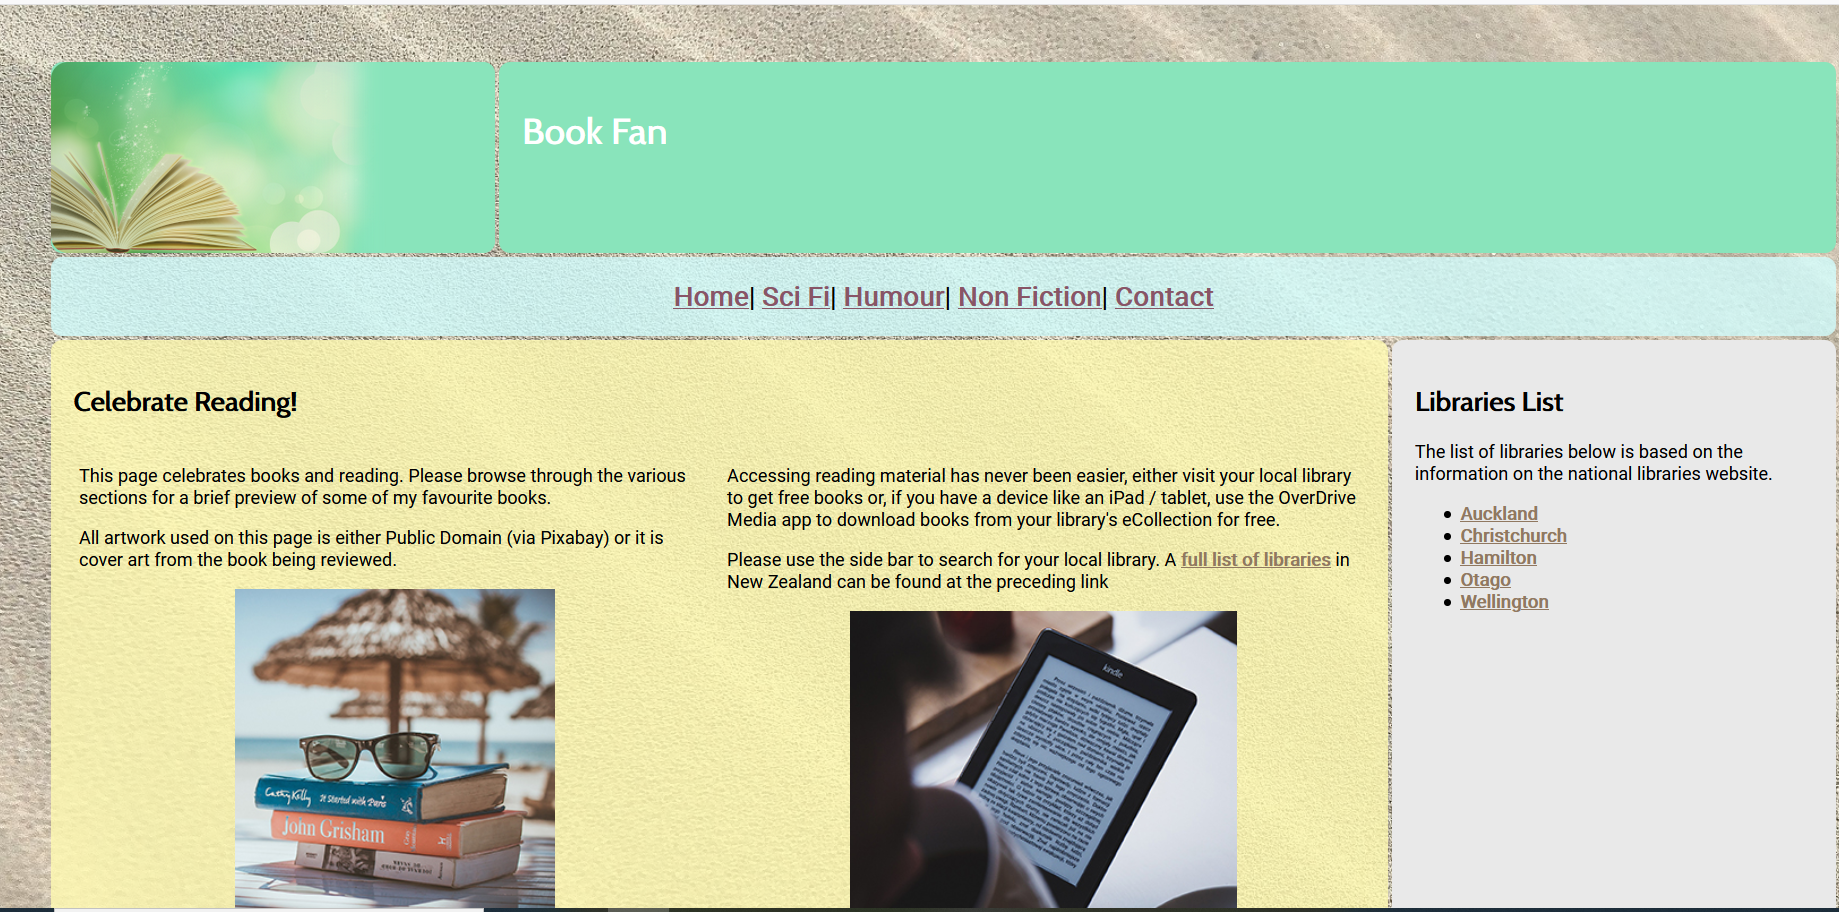 Book Fan
Home| Sci Fi| Humour| Non Fiction| Contact
Celebrate Reading!
This page celebrates books and reading. Please browse through the various
sections for a brief preview of some of my favourite books.
All artwork used on this page is either Public Domain (via Pixabay) or it is
cover art from the book being reviewed.
Cathy Kelly It Started with Paris
John Grisham
Accessing reading material has never been easier, either visit your local library
to get free books or, if you have a device like an iPad / tablet, use the OverDrive
Media app to download books from your library's eCollection for free.
Please use the side bar to search for your local library. A full list of libraries in
New Zealand can be found at the preceding link
kindle
Libraries List
The list of libraries below is based on the
information on the national libraries website.
Auckland
Christchurch
Hamilton
Otago
Wellington